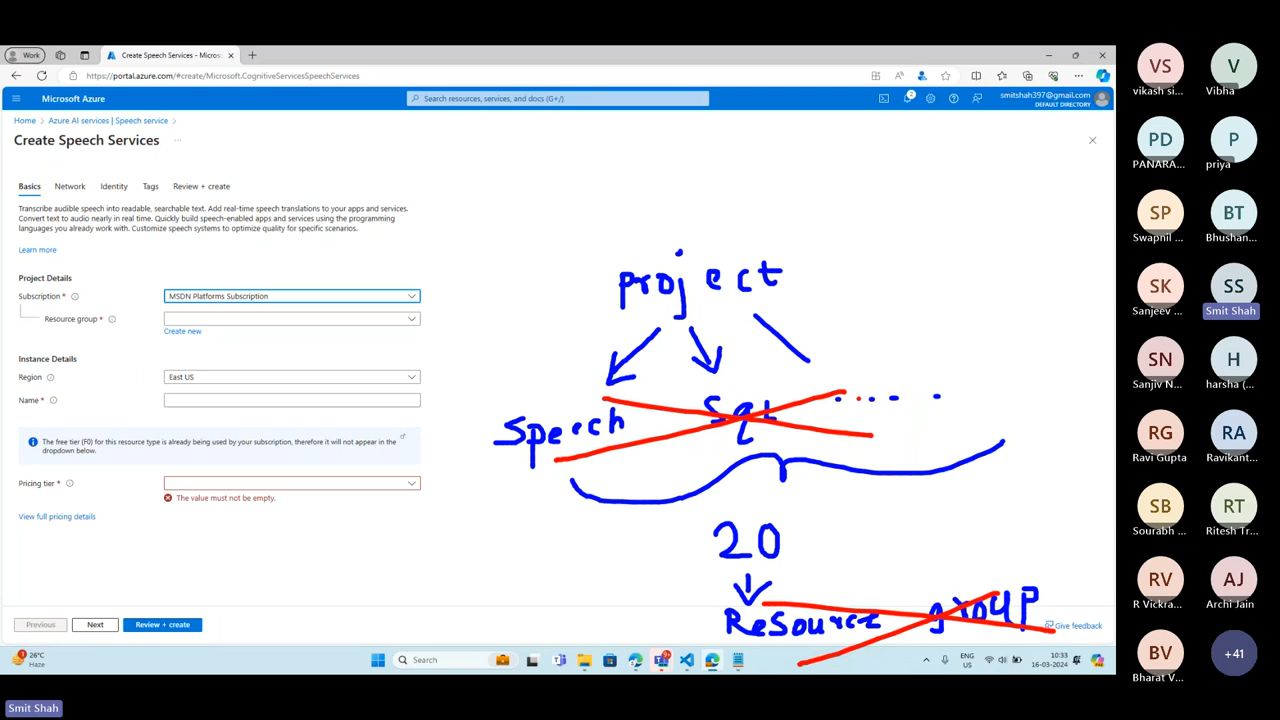 Work
Create Speech Services - Micros
https://portal.azure.com/#create/Microsoft.CognitiveServicesSpeechServices
Microsoft Azure
Search resources, services, and docs (G+/)
2
smitshah397@gmail.com
DEFAULT DIRECTORY
Home > Azure AI services | Speech service >
Create Speech Services ...
Basics Network Identity Tags Review + create
Transcribe audible speech into readable, searchable text. Add real-time speech translations to your apps and services.
Convert text to audio nearly in real time. Quickly build speech-enabled apps and services using the programming
languages you already work with. Customize speech systems to optimize quality for specific scenarios.
Learn more
Project Details
Subscription *
MSDN Platforms Subscription
Resource group *
Create new
Instance Details
Region
East US
Name *
The free tier (F0) for this resource type is already being used by your subscription, therefore it will not appear in the
dropdown below.
Pricing tier *
The value must not be empty.
View full pricing details
Previous
Next
Review + create
Give feedback
project
Speech
Sql
20
Resource group
26°C
Haze
Search
9+
ENG
US
10:33
16-03-2024
VS
vikash si...
V
Vibha
PD
PANARA...
P
priya
SP
Swapnil ...
BT
Bhushan...
SK
Sanjeev ...
SS
Smit Shah
SN
Sanjiv N...
H
harsha (...
RG
Ravi Gupta
RA
Ravikant...
SB
Sourabh ...
RT
Ritesh Tr...
RV
R Vickra...
AJ
Archi Jain
BV
Bharat V...
+41
Smit Shah